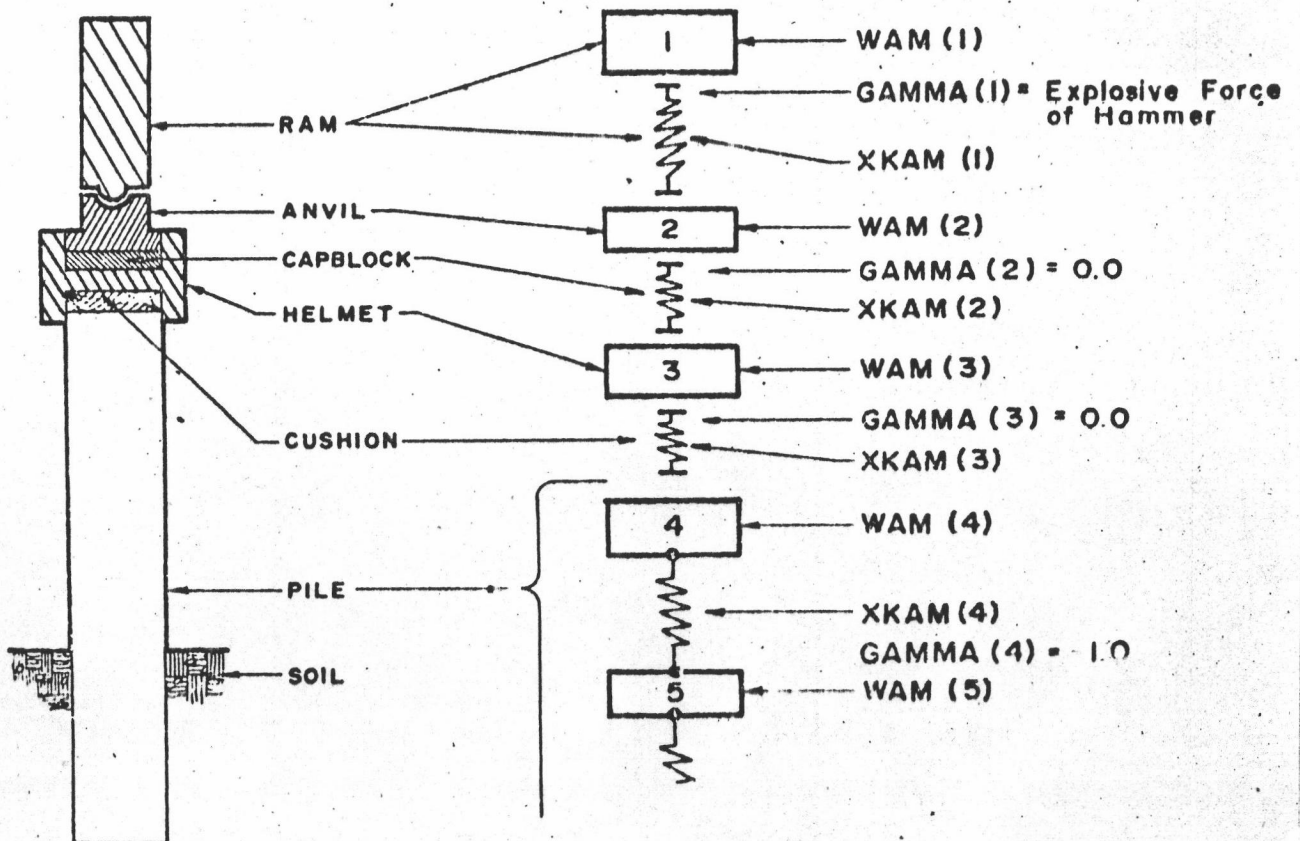 1
WAM (1)
GAMMA (1) = Explosive Force
of Hammer
RAM
XKAM (1)
ANVIL
2
WAM (2)
CAPBLOCK
GAMMA (2) = 0.0
HELMET
XKAM (2)
3
WAM (3)
GAMMA (3) = 0.0
CUSHION
XKAM (3)
4
WAM (4)
PILE
XKAM (4)
GAMMA (4) = -1.0
SOIL
5
WAM (5)